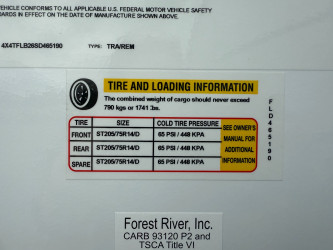 VEHICLE CONFORMS TO ALL APPLICABLE U.S. FEDERAL MOTOR VEHICLE SAFETY
ARDS IN EFFECT ON THE DATE OF MANUFACTURE SHOWN ABOVE.
4X4TFLB26SD465190 TYPE: TRA/REM
TIRE AND LOADING INFORMATION
The combined weight of cargo should never exceed
790 kgs or 1741 lbs.
TIRE SIZE COLD TIRE PRESSURE
FRONT ST205/75R14/D 65 PSI / 448 KPA
REAR ST205/75R14/D 65 PSI / 448 KPA
SPARE ST205/75R14/D 65 PSI / 448 KPA
SEE OWNER'S
MANUAL FOR
ADDITIONAL
INFORMATION
FLD465190
Forest River, Inc.
CARB 93120 P2 and
TSCA Title VI